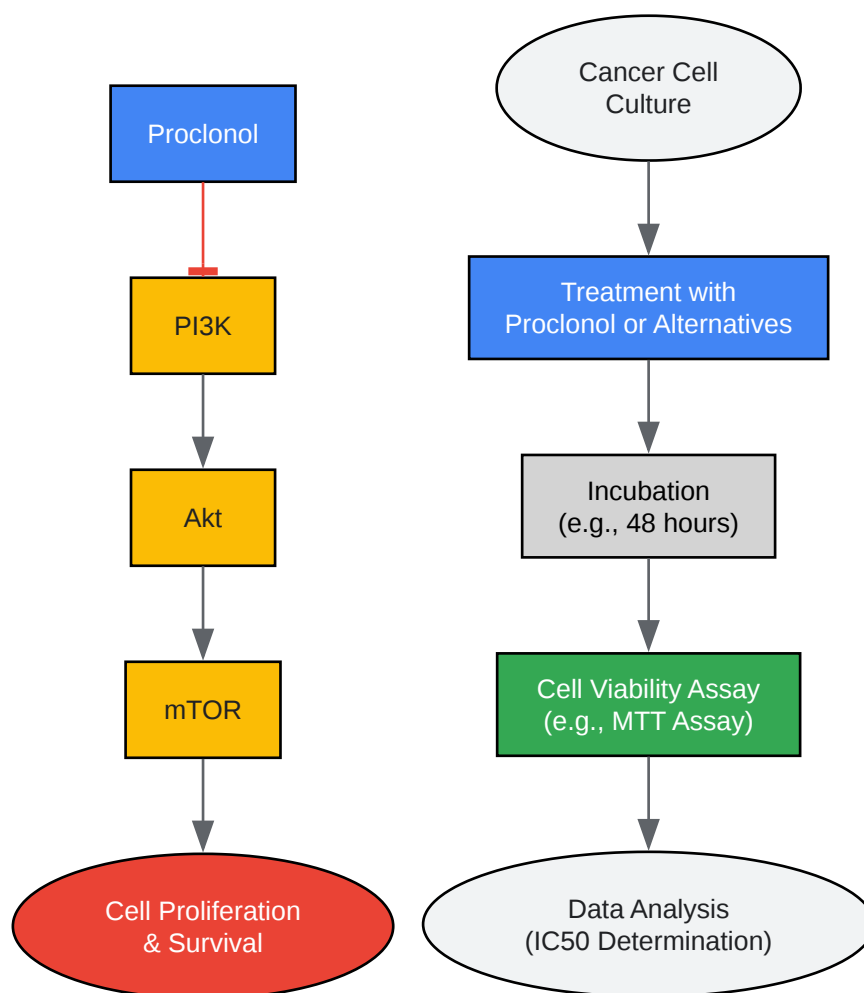 Proclonol
PI3K
Akt
mTOR
Cell Proliferation
& Survival
Cancer Cell
Culture
Treatment with
Proclonol or Alternatives
Incubation
(e.g., 48 hours)
Cell Viability Assay
(e.g., MTT Assay)
Data Analysis
(IC50 Determination)